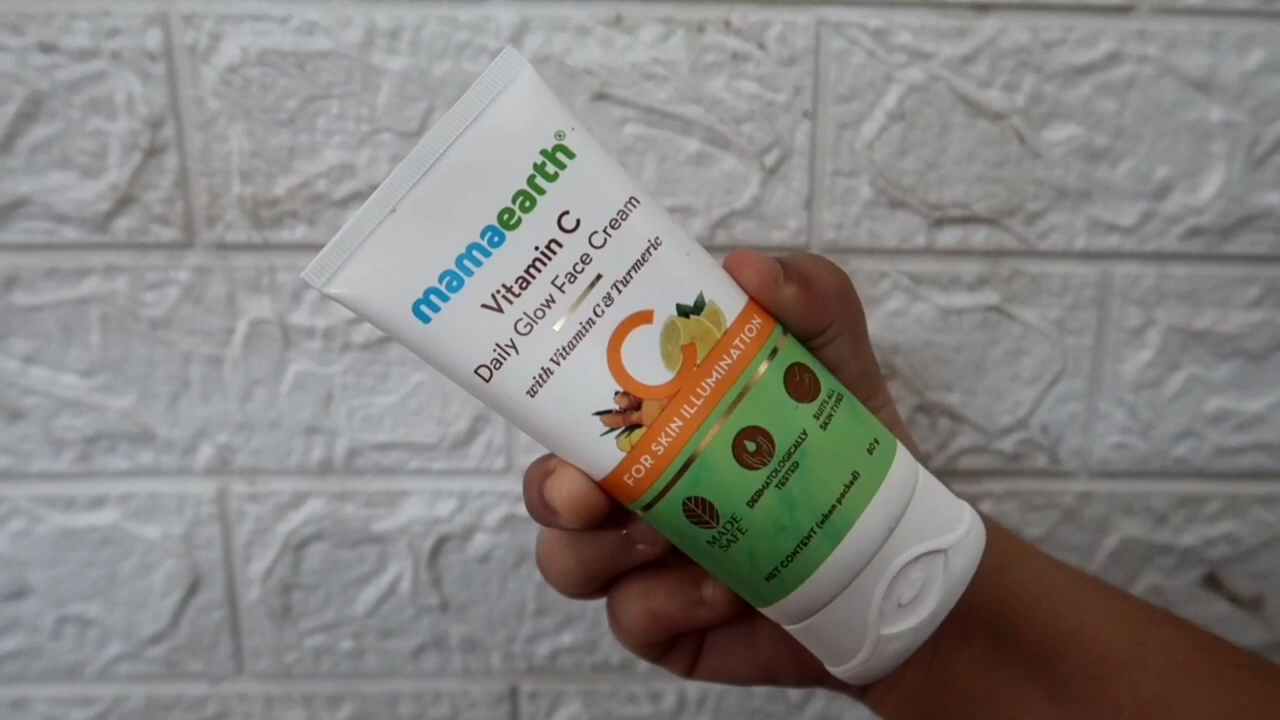 mamaearth®
Vitamin C
Daily Glow Face Cream
with Vitamin C & Turmeric
C
FOR SKIN ILLUMINATION
MADE
SAFE
DERMATOLOGICALLY
TESTED
SUITS ALL
SKIN TYPES
NET CONTENT (when packed)
80 g